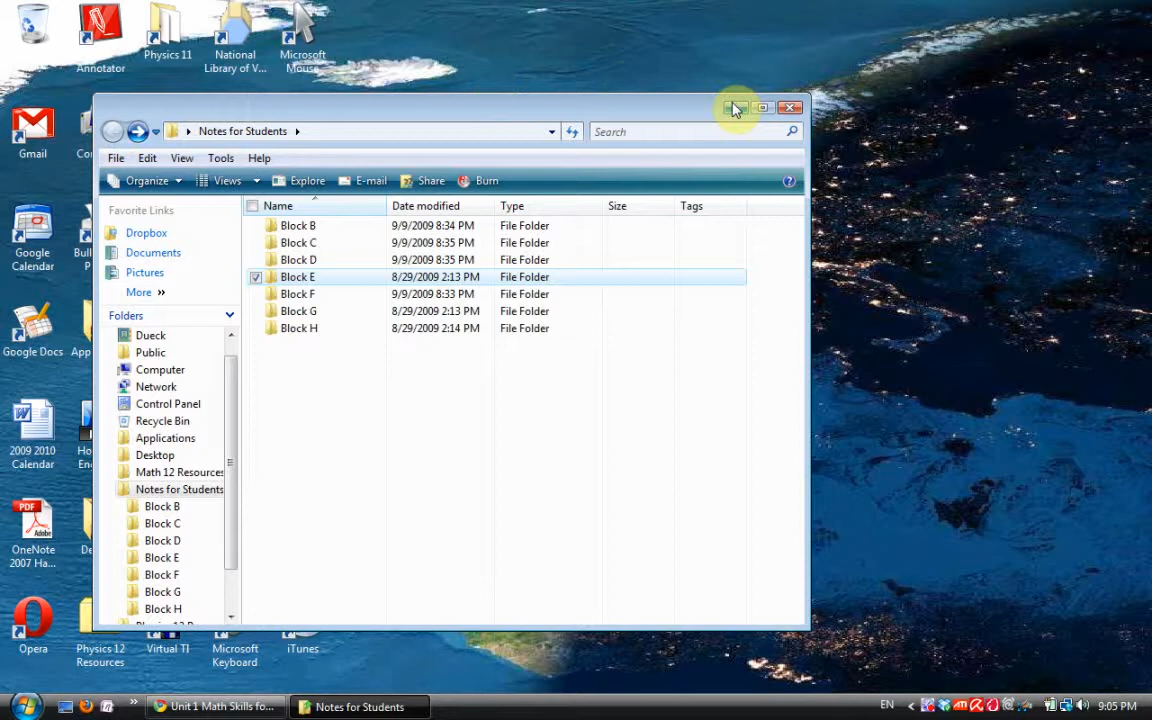 Annotator
Physics 11
National
Library of V...
Microsoft
Mouse
Gmail
Google
Calendar
Google Docs
2009 2010
Calendar
PDF
Adobe
OneNote
2007 Ha...
Opera
Physics 12
Resources
Virtual TI
Microsoft
Keyboard
iTunes
Notes for Students
Search
File Edit View Tools Help
Organize Views Explore E-mail Share Burn
Favorite Links
Dropbox
Documents
Pictures
More »
Folders
Dueck
Public
Computer
Network
Control Panel
Recycle Bin
Applications
Desktop
Math 12 Resources
Notes for Students
Block B
Block C
Block D
Block E
Block F
Block G
Block H
Name Date modified Type Size Tags
Block B 9/9/2009 8:34 PM File Folder
Block C 9/9/2009 8:35 PM File Folder
Block D 9/9/2009 8:35 PM File Folder
Block E 8/29/2009 2:13 PM File Folder
Block F 9/9/2009 8:33 PM File Folder
Block G 8/29/2009 2:13 PM File Folder
Block H 8/29/2009 2:14 PM File Folder
» Unit 1 Math Skills fo... Notes for Students EN 9:05 PM